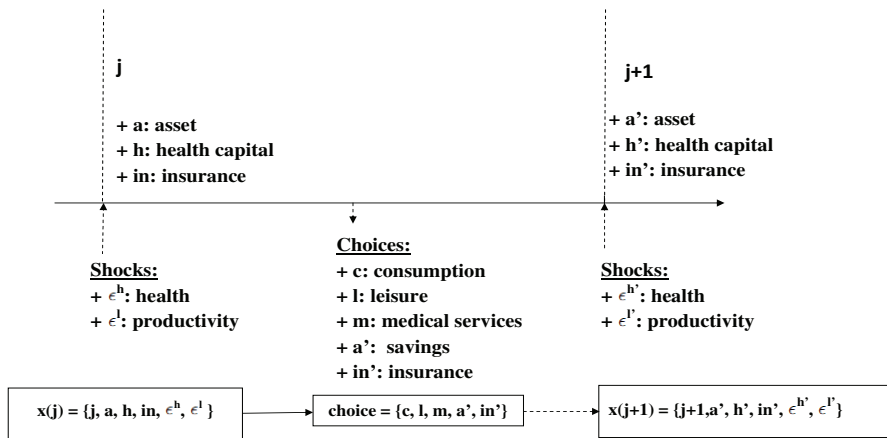 j
+ a: asset
+ h: health capital
+ in: insurance
j+1
+ a’: asset
+ h’: health capital
+ in’: insurance
Shocks:
+ ϵ^h: health
+ ϵ^l: productivity
Choices:
+ c: consumption
+ l: leisure
+ m: medical services
+ a’: savings
+ in’: insurance
Shocks:
+ ϵ^h’: health
+ ϵ^l’: productivity
x(j) = {j, a, h, in, ϵ^h, ϵ^l }
choice = {c, l, m, a’, in’}
x(j+1) = {j+1,a’, h’, in’, ϵ^h’, ϵ^l’}